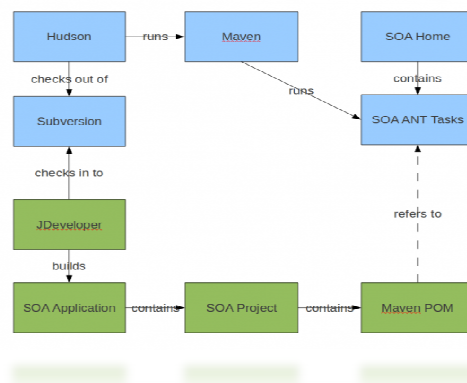 Hudson
runs
Maven
SOA Home
checks out of
contains
runs
Subversion
SOA ANT Tasks
checks in to
JDeveloper
refers to
builds
SOA Application
contains
SOA Project
contains
Maven POM